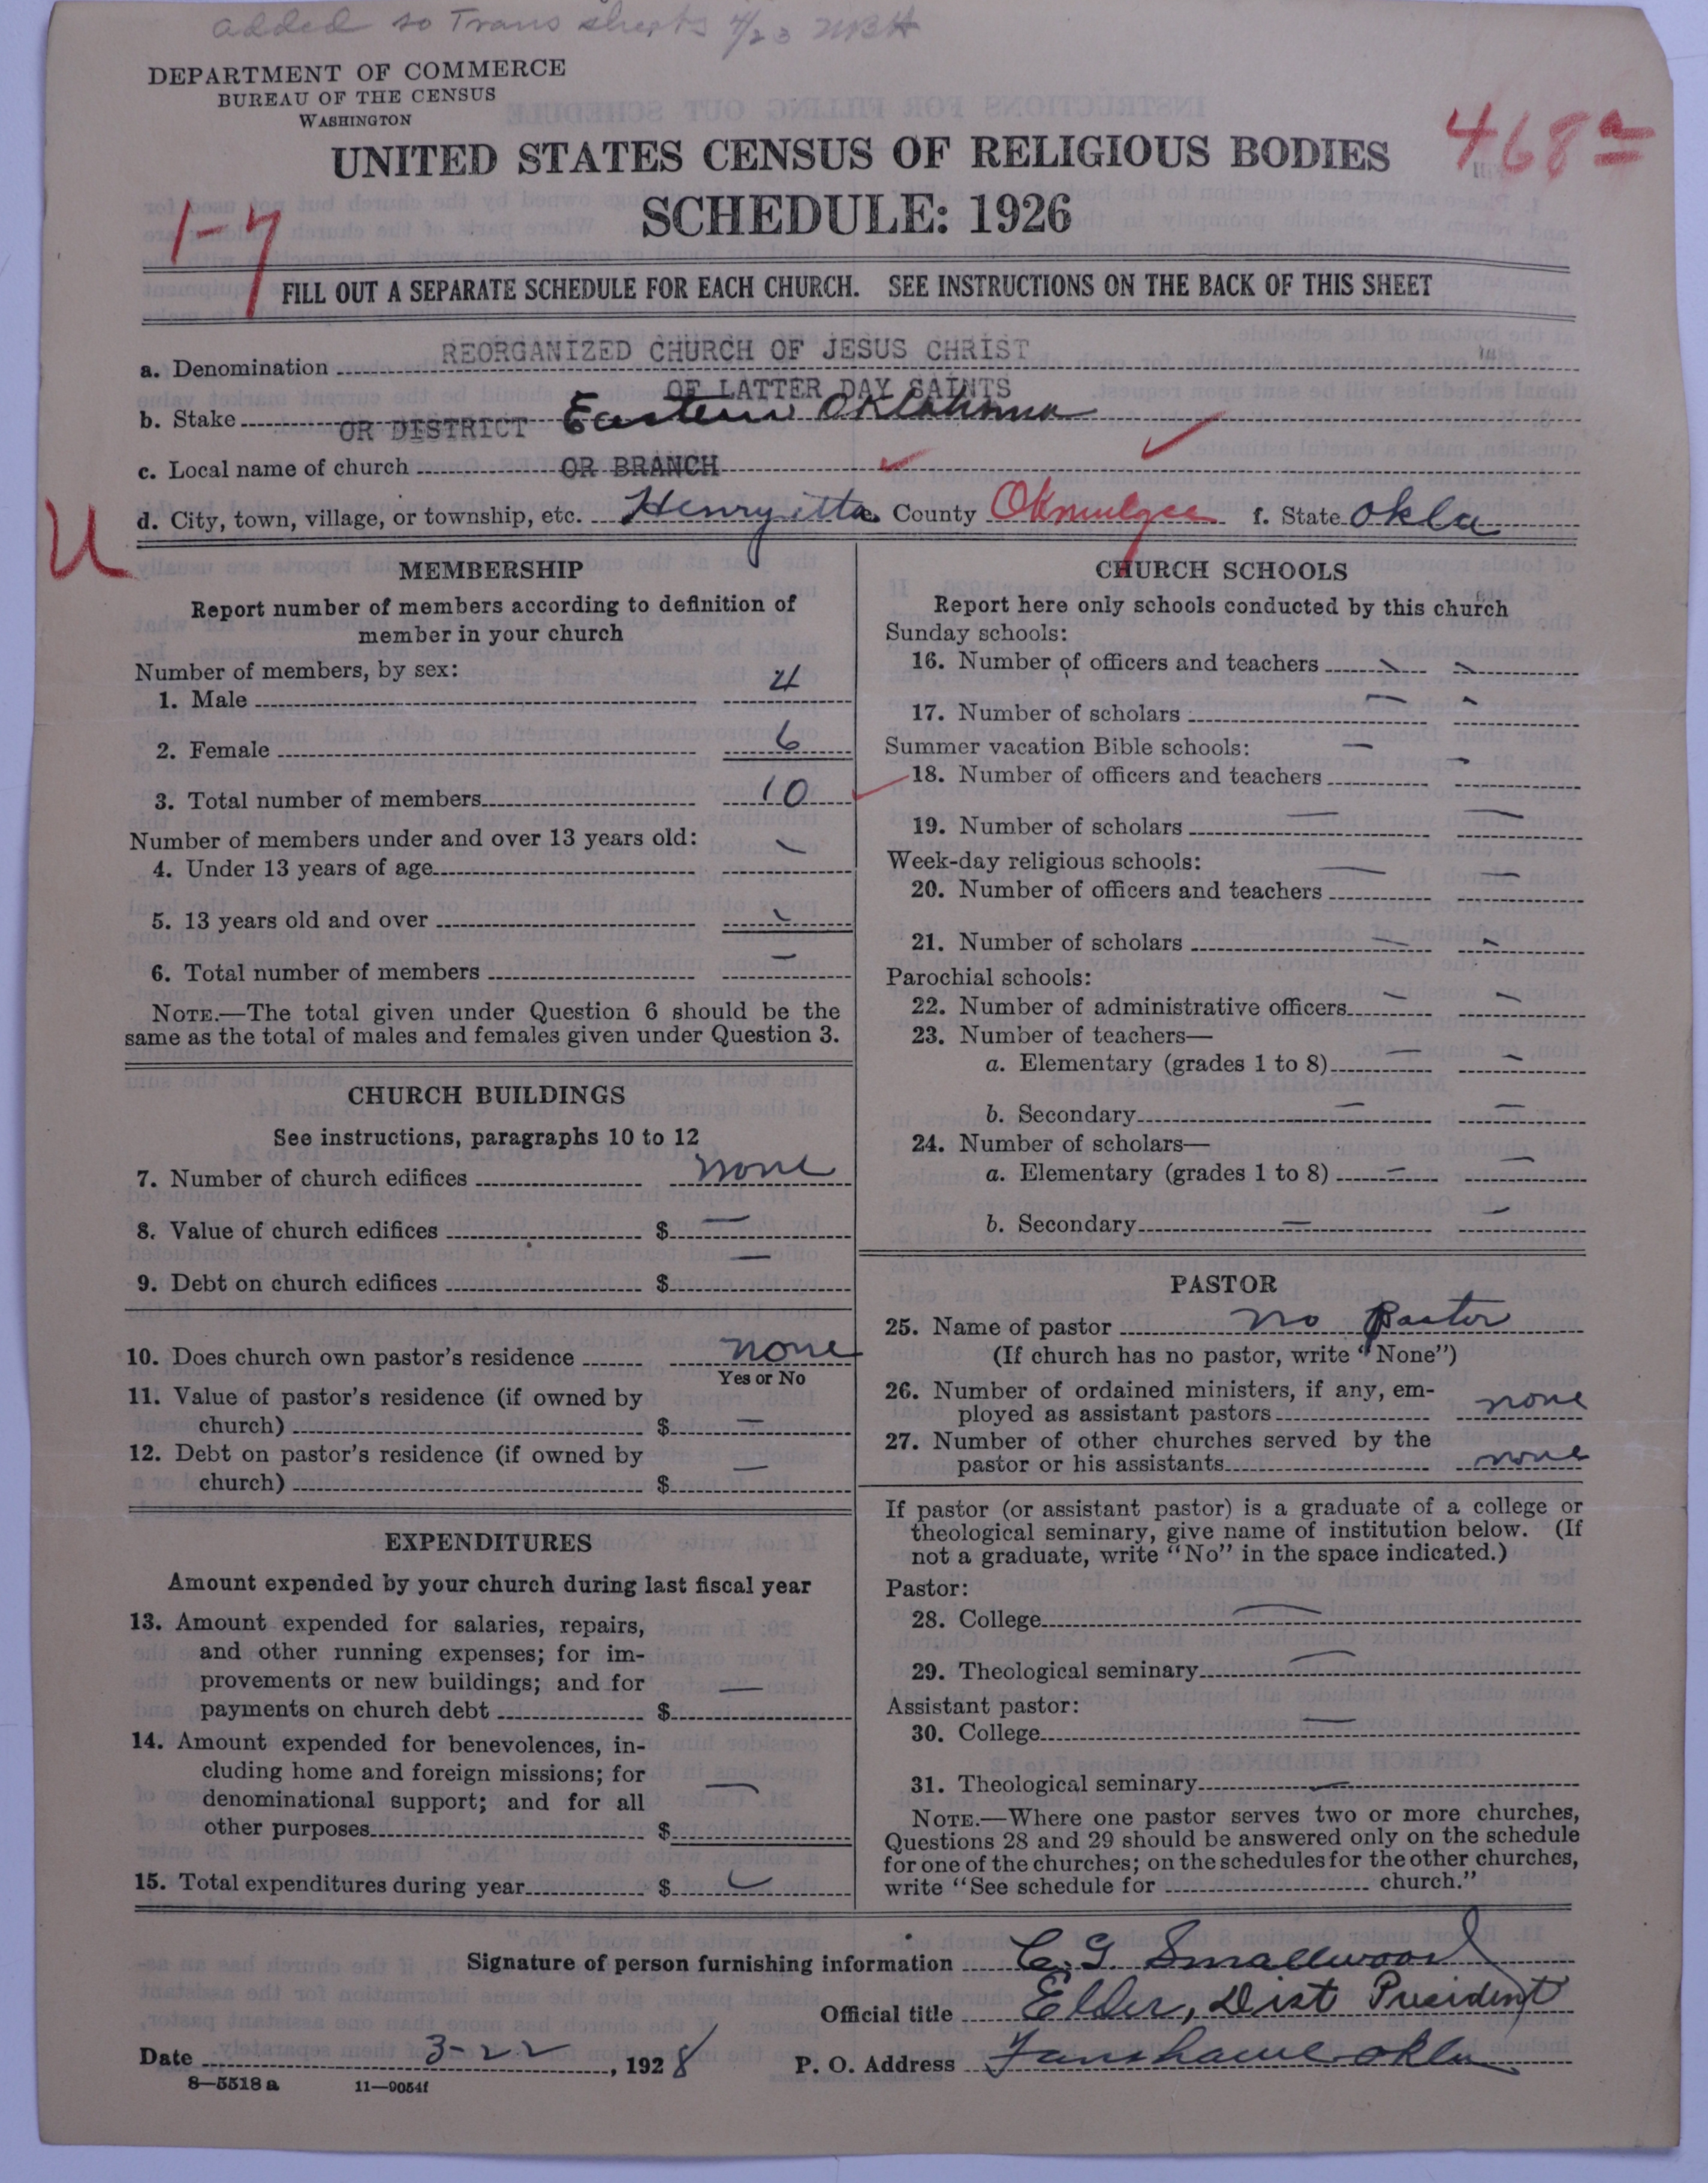 added to Trans sheets 4/23 MBH
DEPARTMENT OF COMMERCE
BUREAU OF THE CENSUS
WASHINGTON
UNITED STATES CENSUS OF RELIGIOUS BODIES
468
SCHEDULE: 1926
1-7
FILL OUT A SEPARATE SCHEDULE FOR EACH CHURCH. SEE INSTRUCTIONS ON THE BACK OF THIS SHEET
a. Denomination REORGANIZED CHURCH OF JESUS CHRIST
OF LATTER DAY SAINTS
b. Stake OR DISTRICT Eastern Oklahoma
c. Local name of church OR BRANCH
d. City, town, village, or township, etc. Henryitta e. County Okmulgee f. State Okla
U
MEMBERSHIP
Report number of members according to definition of
member in your church
Number of members, by sex:
1. Male 4
2. Female 6
3. Total number of members 10
Number of members under and over 13 years old:
4. Under 13 years of age —
5. 13 years old and over —
6. Total number of members —
NOTE.—The total given under Question 6 should be the
same as the total of males and females given under Question 3.
CHURCH BUILDINGS
See instructions, paragraphs 10 to 12
7. Number of church edifices none
8. Value of church edifices $ —
9. Debt on church edifices $ —
10. Does church own pastor's residence none
Yes or No
11. Value of pastor's residence (if owned by
church) $ —
12. Debt on pastor's residence (if owned by
church) $ —
EXPENDITURES
Amount expended by your church during last fiscal year
13. Amount expended for salaries, repairs,
and other running expenses; for im-
provements or new buildings; and for
payments on church debt $ —
14. Amount expended for benevolences, in-
cluding home and foreign missions; for
denominational support; and for all
other purposes $ —
15. Total expenditures during year $ —
CHURCH SCHOOLS
Report here only schools conducted by this church
Sunday schools:
16. Number of officers and teachers — —
17. Number of scholars — —
Summer vacation Bible schools:
18. Number of officers and teachers — —
19. Number of scholars — —
Week-day religious schools:
20. Number of officers and teachers — —
21. Number of scholars — —
Parochial schools:
22. Number of administrative officers — —
23. Number of teachers—
a. Elementary (grades 1 to 8) — —
b. Secondary — —
24. Number of scholars—
a. Elementary (grades 1 to 8) — —
b. Secondary — —
PASTOR
25. Name of pastor no Pastor
(If church has no pastor, write "None")
26. Number of ordained ministers, if any, em-
ployed as assistant pastors none
27. Number of other churches served by the
pastor or his assistants none
If pastor (or assistant pastor) is a graduate of a college or
theological seminary, give name of institution below. (If
not a graduate, write "No" in the space indicated.)
Pastor:
28. College —
29. Theological seminary —
Assistant pastor:
30. College —
31. Theological seminary —
NOTE.—Where one pastor serves two or more churches,
Questions 28 and 29 should be answered only on the schedule
for one of the churches; on the schedules for the other churches,
write "See schedule for church."
Signature of person furnishing information C. G. Smallwood
Official title Elder, Dist President
Date 3-22, 1928 P. O. Address Fanshawe Okla
8—5518 a 11—9054f